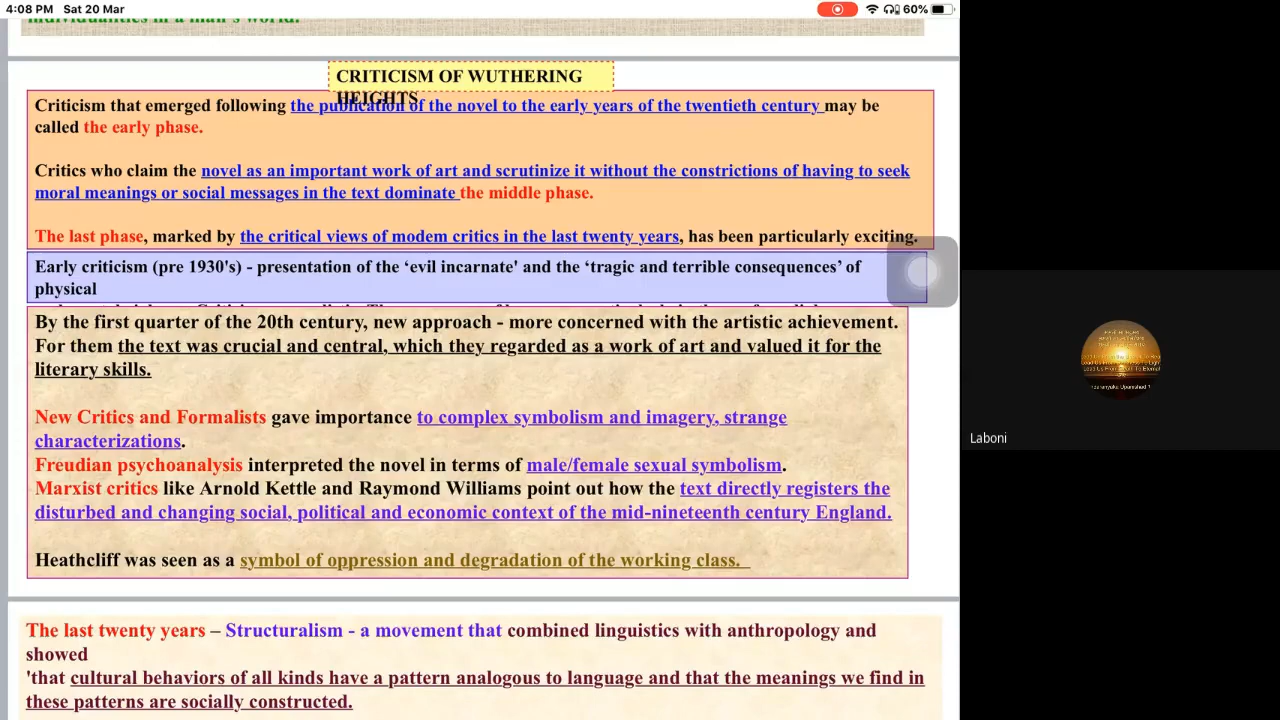 4:08 PM Sat 20 Mar
60%
individualities in a man's world.
CRITICISM OF WUTHERING
HEIGHTS
Criticism that emerged following the publication of the novel to the early years of the twentieth century may be
called the early phase.
Critics who claim the novel as an important work of art and scrutinize it without the constrictions of having to seek
moral meanings or social messages in the text dominate the middle phase.
The last phase, marked by the critical views of modem critics in the last twenty years, has been particularly exciting.
Early criticism (pre 1930's) - presentation of the ‘evil incarnate' and the ‘tragic and terrible consequences’ of
physical
By the first quarter of the 20th century, new approach - more concerned with the artistic achievement.
For them the text was crucial and central, which they regarded as a work of art and valued it for the
literary skills.
New Critics and Formalists gave importance to complex symbolism and imagery, strange
characterizations.
Freudian psychoanalysis interpreted the novel in terms of male/female sexual symbolism.
Marxist critics like Arnold Kettle and Raymond Williams point out how the text directly registers the
disturbed and changing social, political and economic context of the mid-nineteenth century England.
Heathcliff was seen as a symbol of oppression and degradation of the working class.
The last twenty years – Structuralism - a movement that combined linguistics with anthropology and
showed
'that cultural behaviors of all kinds have a pattern analogous to language and that the meanings we find in
these patterns are socially constructed.
Laboni